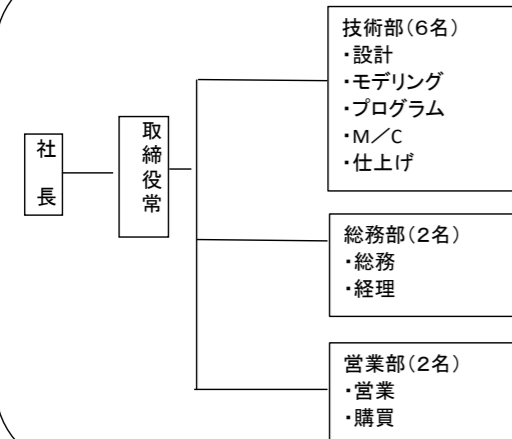 社長
取締役常
技術部（6名）
・設計
・モデリング
・プログラム
・M／C
・仕上げ
総務部（2名）
・総務
・経理
営業部（2名）
・営業
・購買